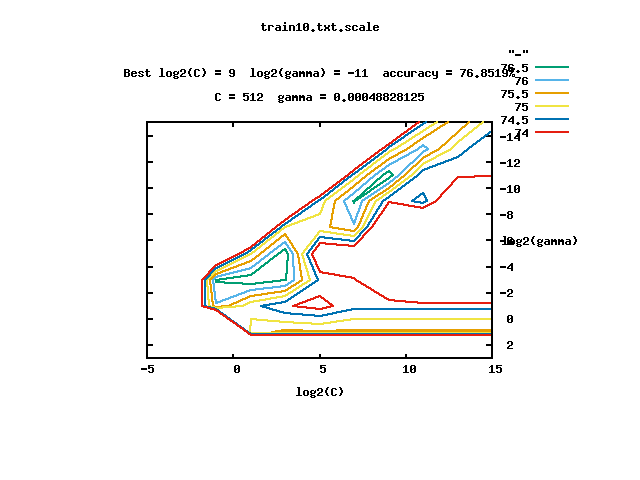 train10.txt.scale
"-"
Best log2(C) = 9  log2(gamma) = -11  accuracy = 76.8519%
76.5
76
C = 512  gamma = 0.00048828125
75.5
75
74.5
74
-14
-12
-10
-8
-6
log2(gamma)
-4
-2
0
2
-5 0 5 10 15
log2(C)